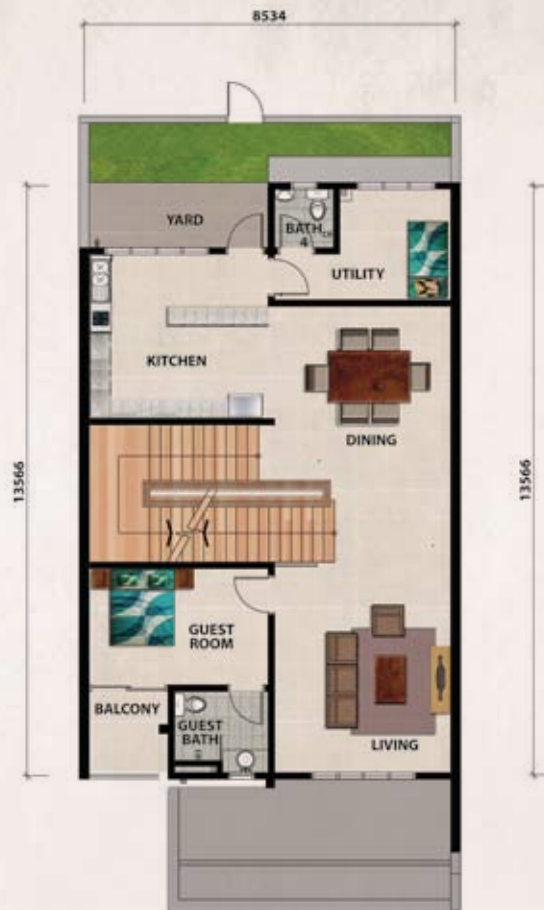 8534
YARD
BATH
4
UTILITY
KITCHEN
DINING
13566
13566
GUEST
ROOM
BALCONY
GUEST
BATH
LIVING